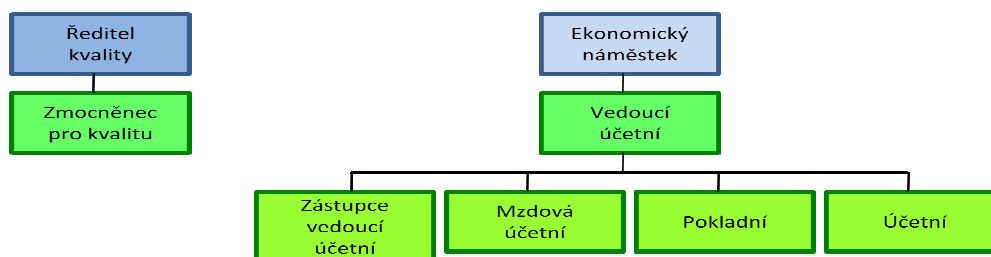 Ředitel
kvality
Ekonomický
náměstek
Zmocněnec
pro kvalitu
Vedoucí
účetní
Zástupce
vedoucí
účetní
Mzdová
účetní
Pokladní
Účetní